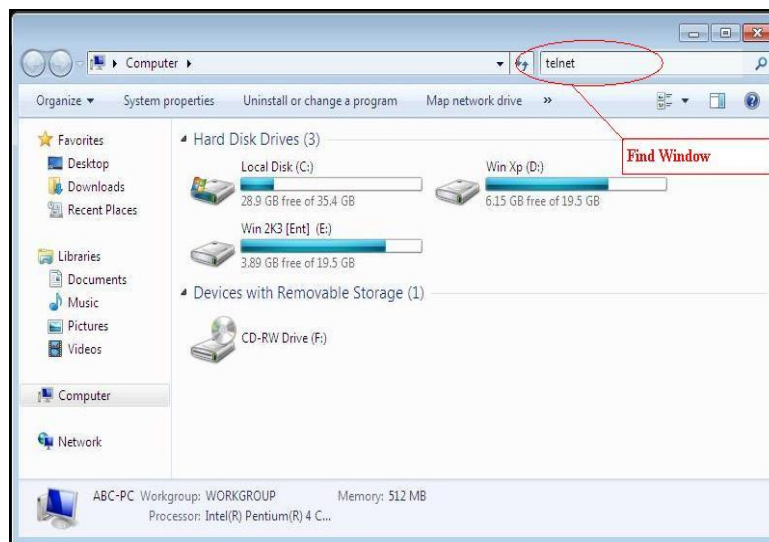 Computer
telnet
Organize
System properties
Uninstall or change a program
Map network drive
»
?
Find Window
Favorites
Desktop
Downloads
Recent Places
Libraries
Documents
Music
Pictures
Videos
Computer
Network
Hard Disk Drives (3)
Local Disk (C:)
28.9 GB free of 35.4 GB
Win Xp (D:)
6.15 GB free of 19.5 GB
Win 2K3 [Ent] (E:)
3.89 GB free of 19.5 GB
Devices with Removable Storage (1)
CD-RW Drive (F:)
ABC-PC Workgroup: WORKGROUP Memory: 512 MB
Processor: Intel(R) Pentium(R) 4 C...